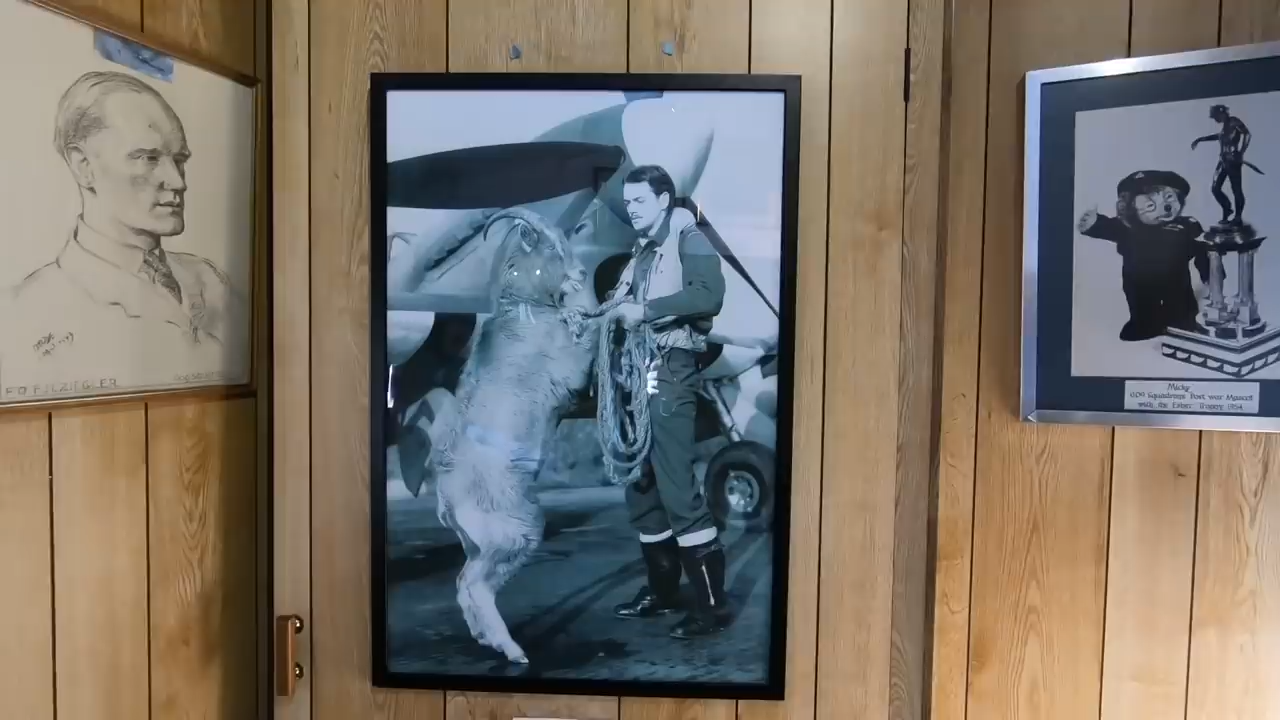 F/O F.H.ZIEGLER
Micky
609 Squadrons Post war Mascot
with the Esher Trophy 1954